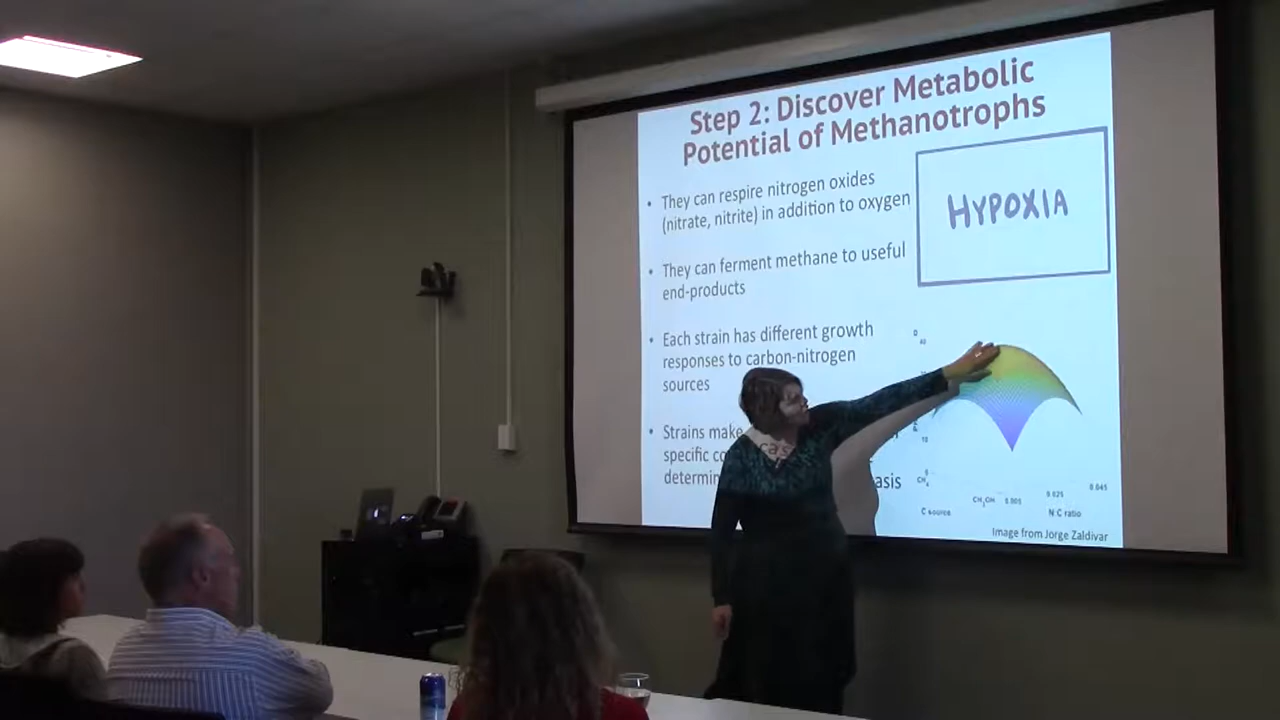 Step 2: Discover Metabolic
Potential of Methanotrophs
• They can respire nitrogen oxides
(nitrate, nitrite) in addition to oxygen
• They can ferment methane to useful
end-products
• Each strain has different growth
responses to carbon-nitrogen
sources
• Strains make
specific
HYPOXIA
CH4
CH3OH
0.005
0.025
0.045
C source
N:C ratio
Image from Jorge Zaldivar